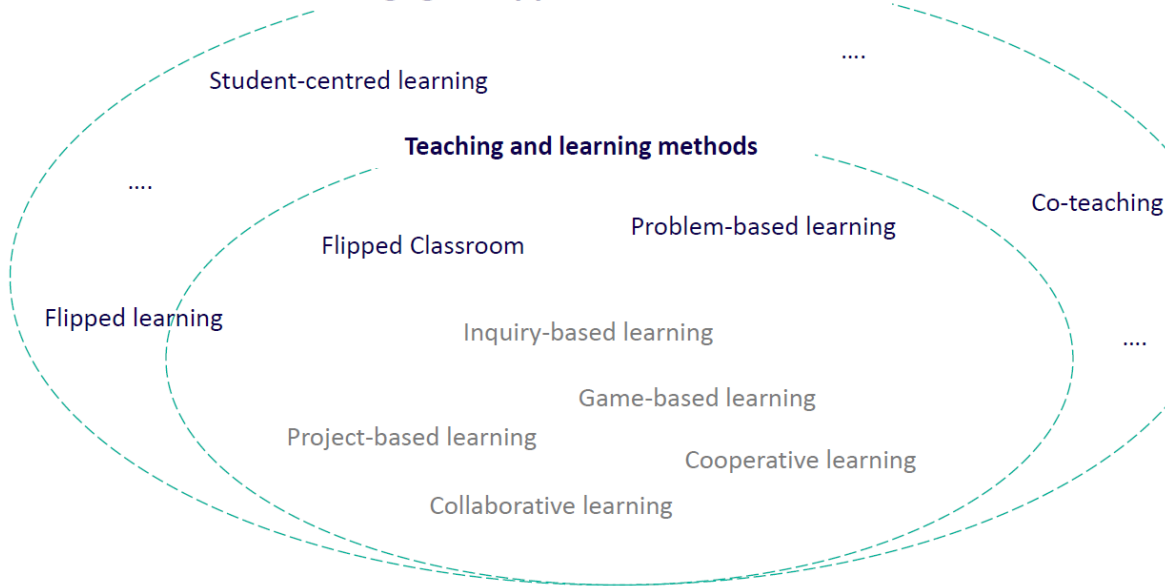 Student-centred learning
....
Teaching and learning methods
....
Co-teaching
Problem-based learning
Flipped Classroom
Flipped learning
Inquiry-based learning
....
Game-based learning
Project-based learning
Cooperative learning
Collaborative learning